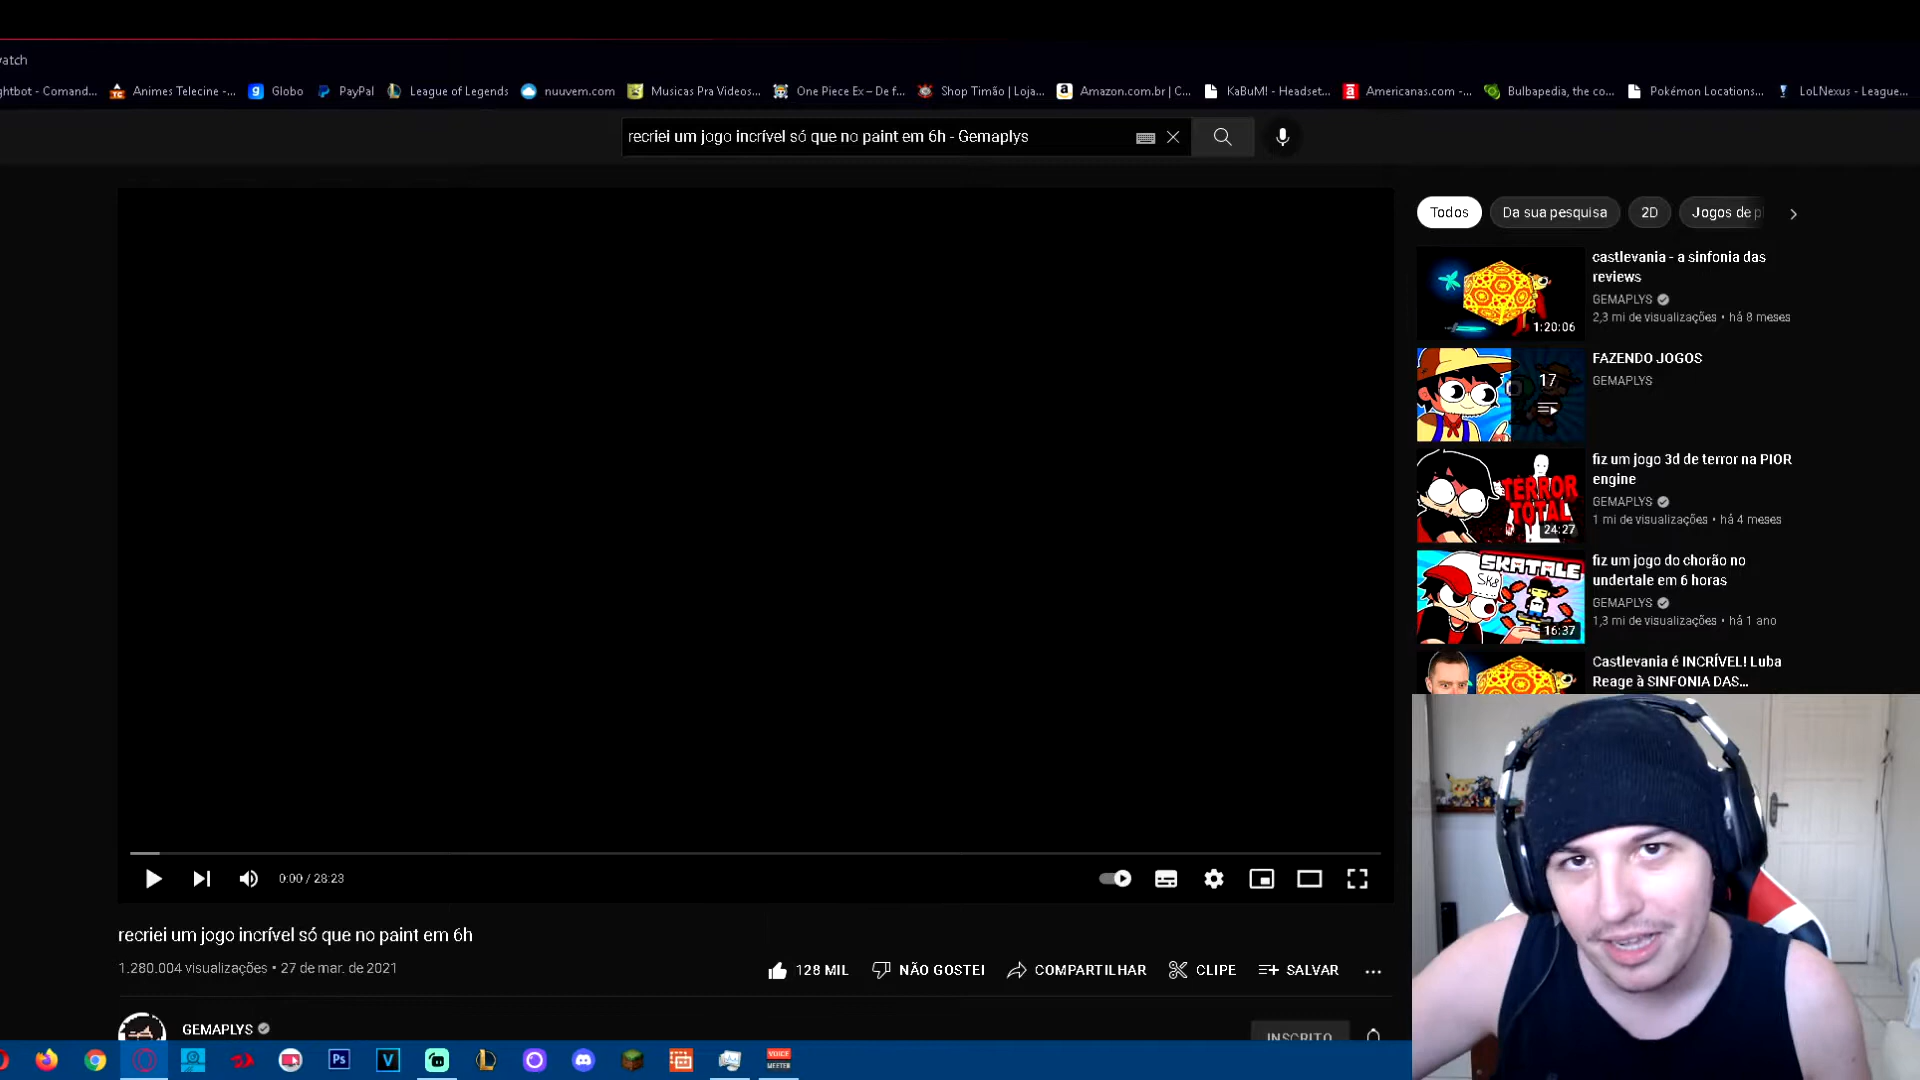 watch
ghtbot - Comand...
Animes Telecine -...
Globo
PayPal
League of Legends
nuuvem.com
Musicas Pra Videos...
One Piece Ex – De f...
Shop Timão | Loja...
Amazon.com.br | C...
KaBuM! - Headset...
Americanas.com -...
Bulbapedia, the co...
Pokémon Locations...
LoLNexus - League...
recriei um jogo incrível só que no paint em 6h - Gemaplys
Todos
Da sua pesquisa
2D
Jogos de p
castlevania - a sinfonia das
reviews
GEMAPLYS
2,3 mi de visualizações • há 8 meses
1:20:06
FAZENDO JOGOS
GEMAPLYS
17
fiz um jogo 3d de terror na PIOR
engine
GEMAPLYS
1 mi de visualizações • há 4 meses
TERROR
TOTAL
24:27
fiz um jogo do chorão no
undertale em 6 horas
GEMAPLYS
1,3 mi de visualizações • há 1 ano
SKATALE
SK8
16:37
Castlevania é INCRÍVEL! Luba
Reage à SINFONIA DAS...
0:00 / 28:23
recriei um jogo incrível só que no paint em 6h
1.280.004 visualizações • 27 de mar. de 2021
128 MIL
NÃO GOSTEI
COMPARTILHAR
CLIPE
SALVAR
GEMAPLYS
INSCRITO
Ps
V
VOICE
MEETER